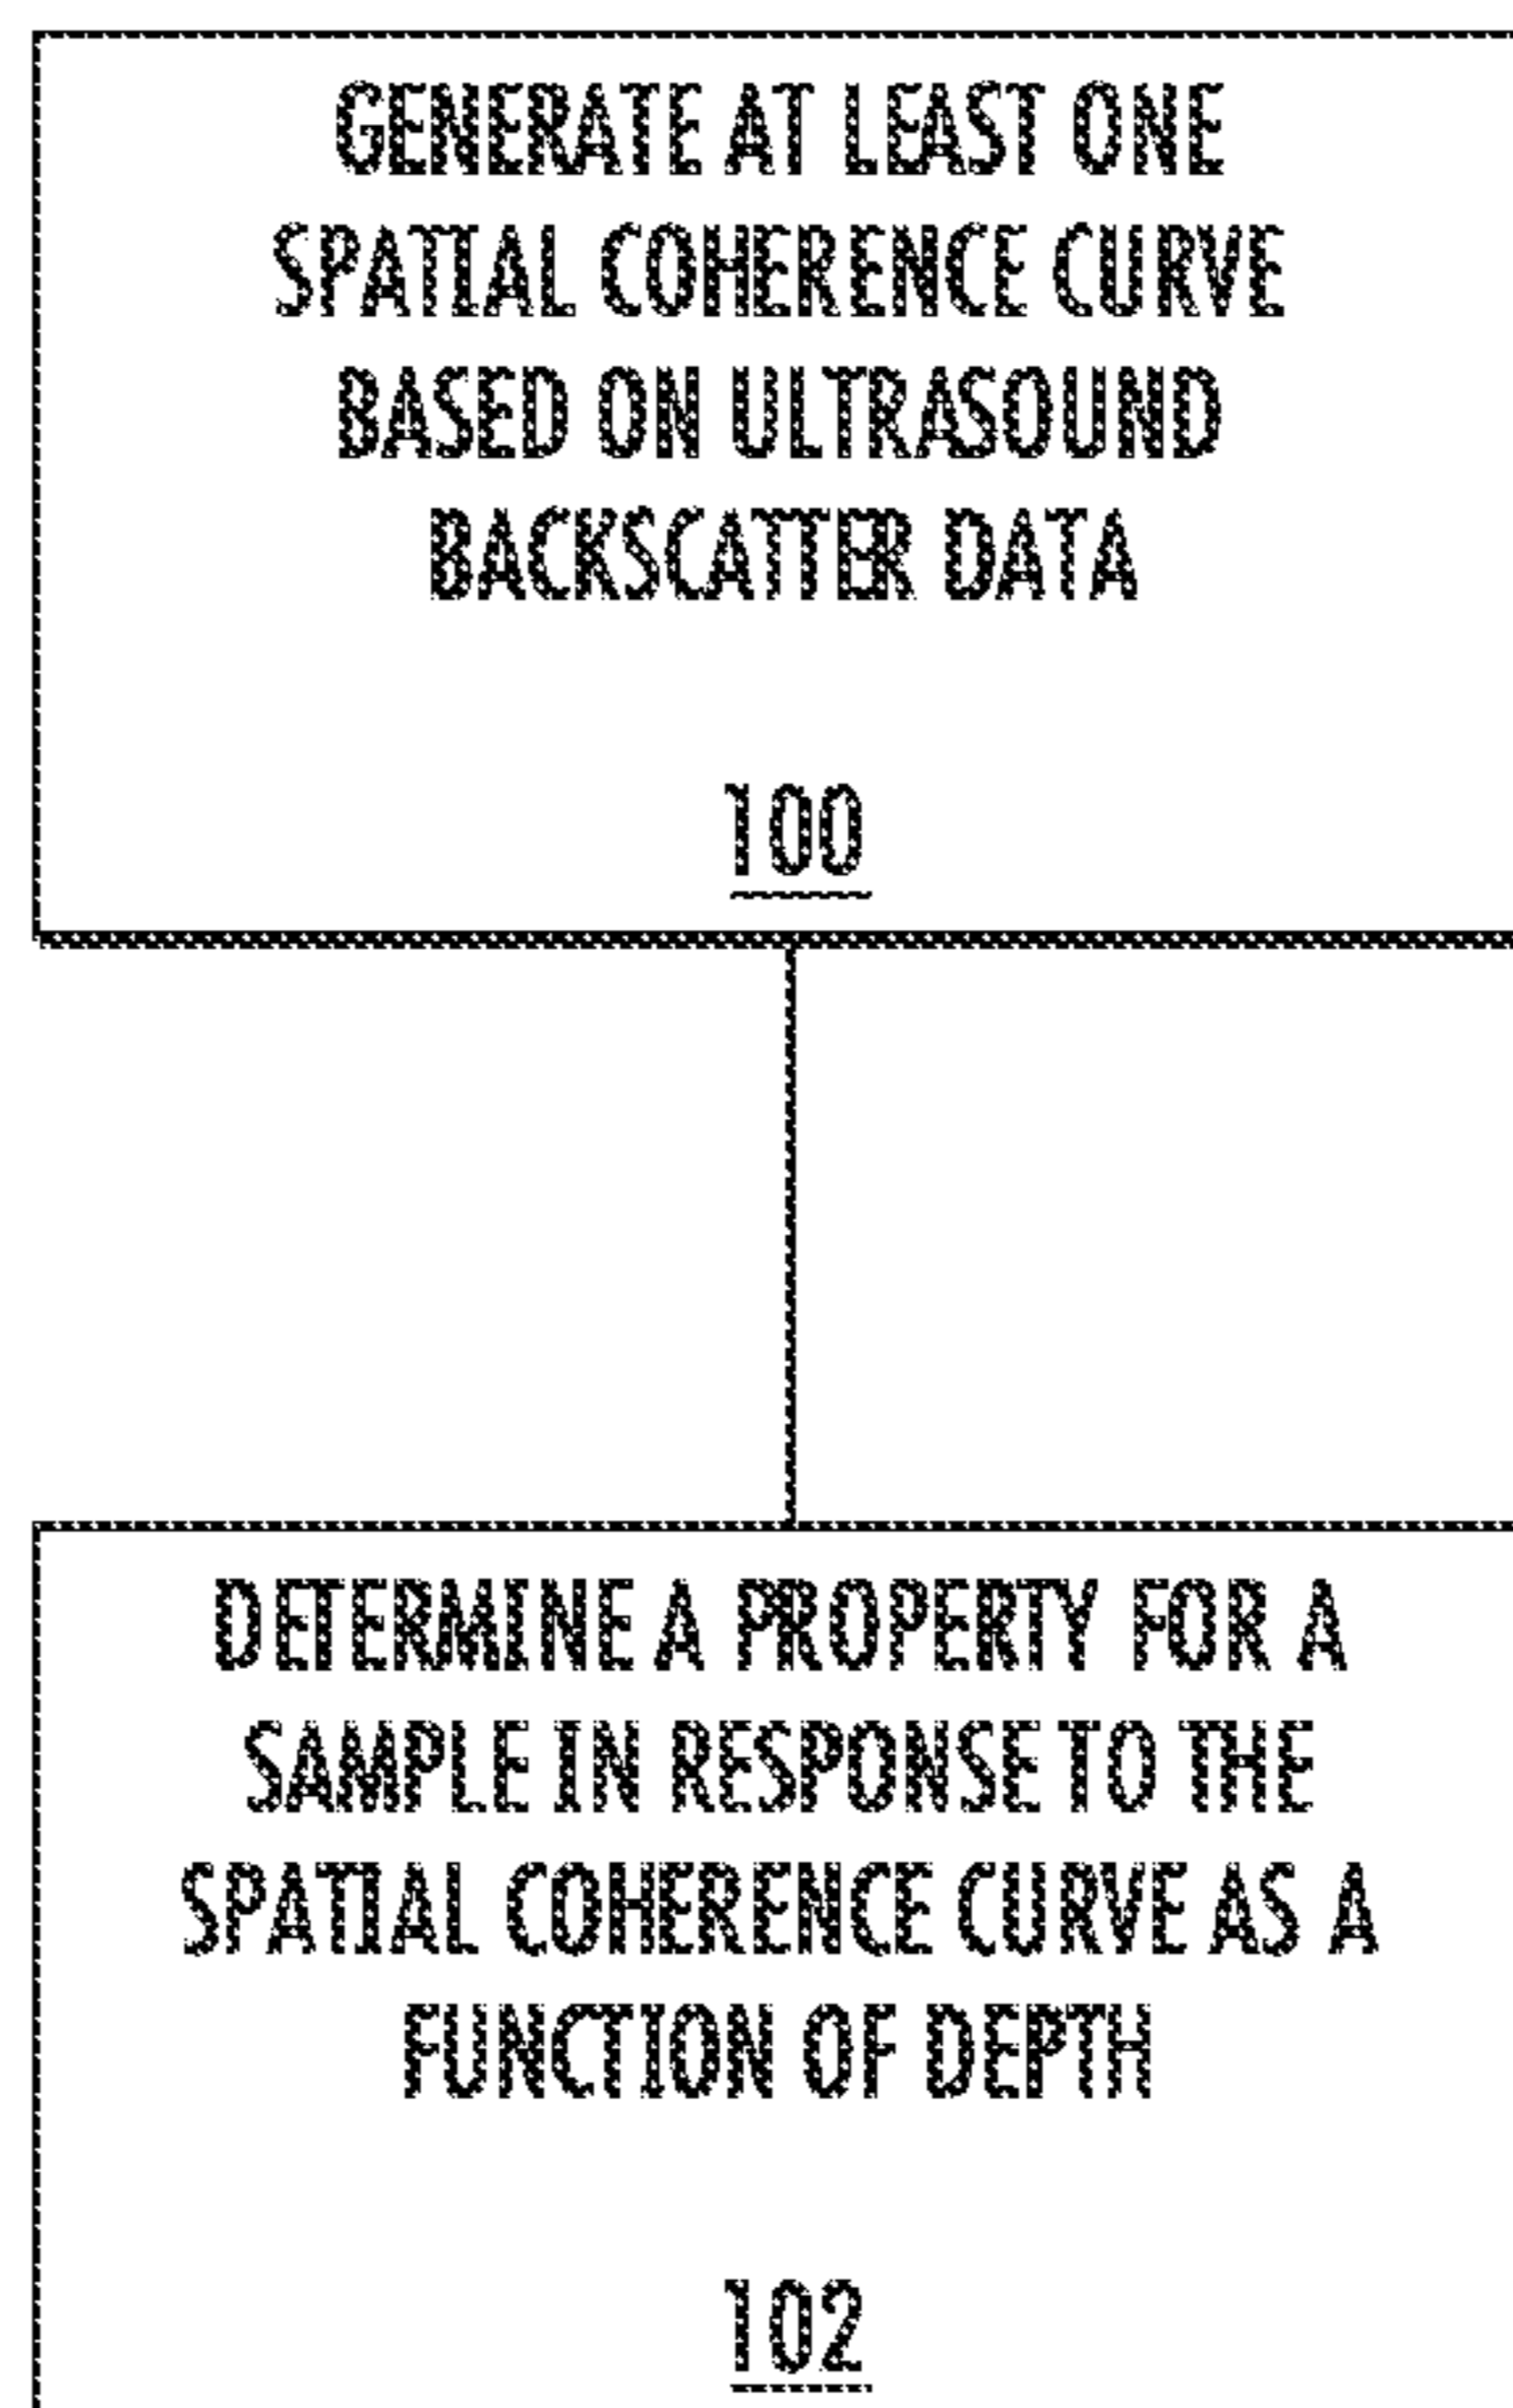 GENERATE AT LEAST ONE
SPATIAL COHERENCE CURVE
BASED ON ULTRASOUND
BACKSCATTER DATA
100
DETERMINE A PROPERTY FOR A
SAMPLE IN RESPONSE TO THE
SPATIAL COHERENCE CURVE AS A
FUNCTION OF DEPTH
102